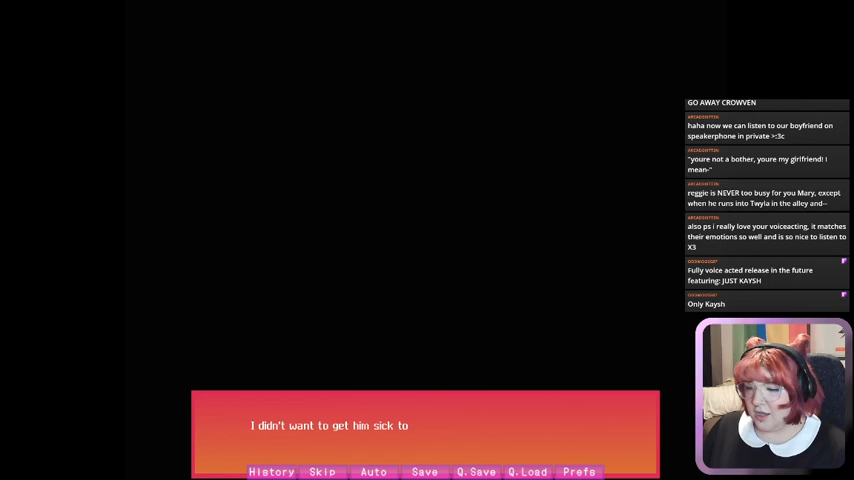 GO AWAY CROWVEN
ARCADEKITTEN
haha now we can listen to our boyfriend on
speakerphone in private >:3c
ARCADEKITTEN
"youre not a bother, youre my girlfriend! I
mean-"
ARCADEKITTEN
reggie is NEVER too busy for you Mary, except
when he runs into Twyla in the alley and--
ARCADEKITTEN
also ps i really love your voiceacting, it matches
their emotions so well and is so nice to listen to
X3
Fully voice acted release in the future
featuring: JUST KAYSH
Only Kaysh
I didn't want to get him sick to
History Skip Auto Save Q.Save Q.Load Prefs